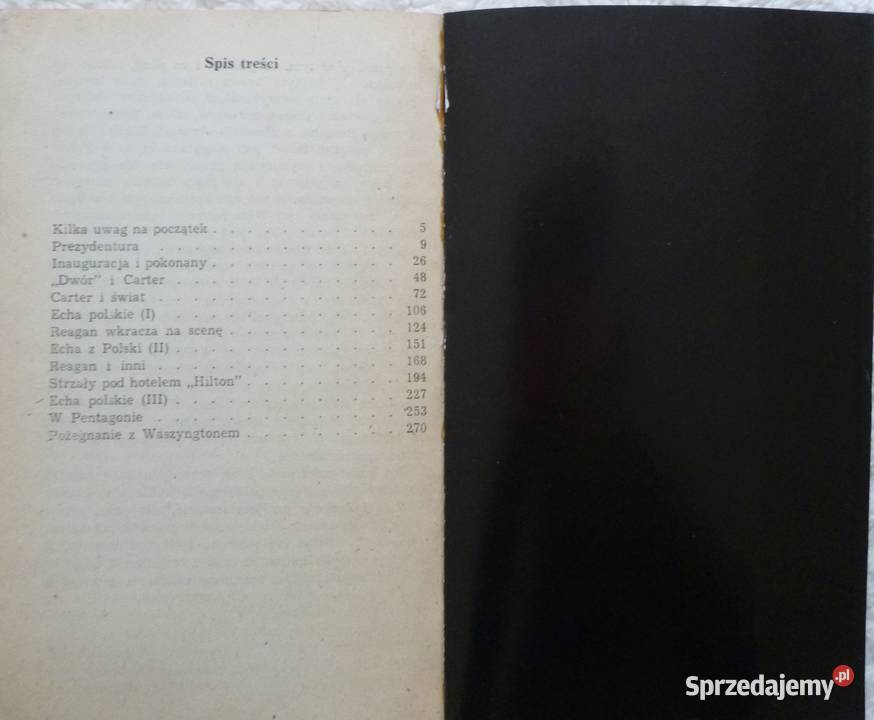 Spis treści
Kilka uwag na początek . . . . . . . . . . . 5
Prezydentura . . . . . . . . . . . . . 9
Inauguracja i pokonany . . . . . . . . . . . 26
„Dwór” i Carter . . . . . . . . . . . . 48
Carter i świat . . . . . . . . . . . . . 72
Echa polskie (I) . . . . . . . . . . . . 106
Reagan wkracza na scenę . . . . . . . . . . 124
Echa z Polski (II) . . . . . . . . . . . . 151
Reagan i inni . . . . . . . . . . . . . 168
Strzały pod hotelem „Hilton” . . . . . . . . . 194
Echa polskie (III) . . . . . . . . . . . . 227
W Pentagonie . . . . . . . . . . . . . 253
Pożegnanie z Waszyngtonem . . . . . . . . . 270
Sprzedajemy.pl